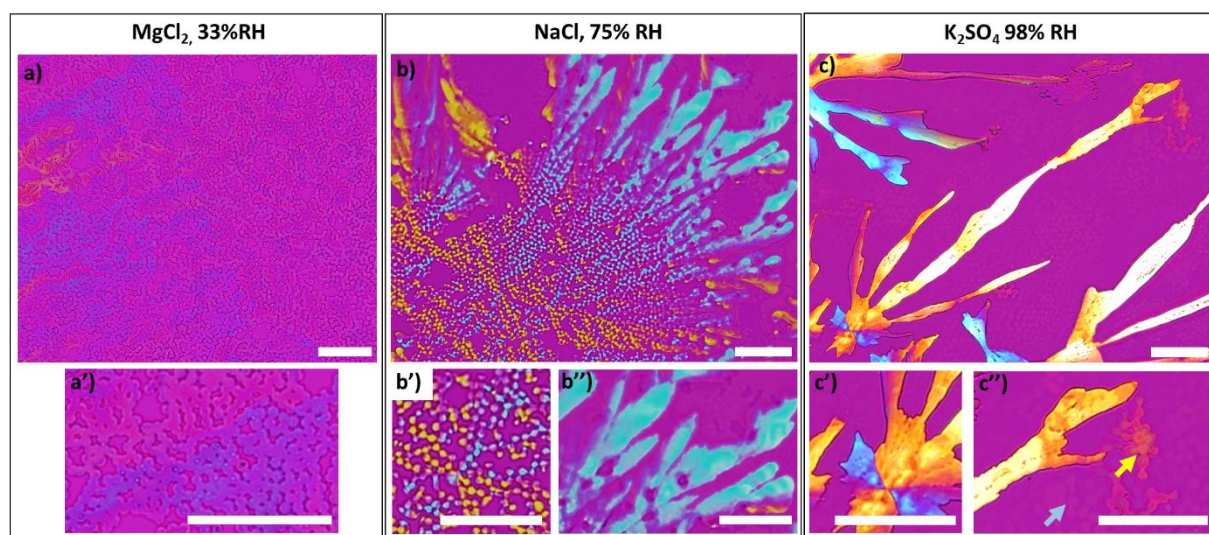 MgCl₂, 33%RH
NaCl, 75% RH
K₂SO₄ 98% RH
a)
b)
c)
a’)
b’)
b’’)
c’)
c’’)